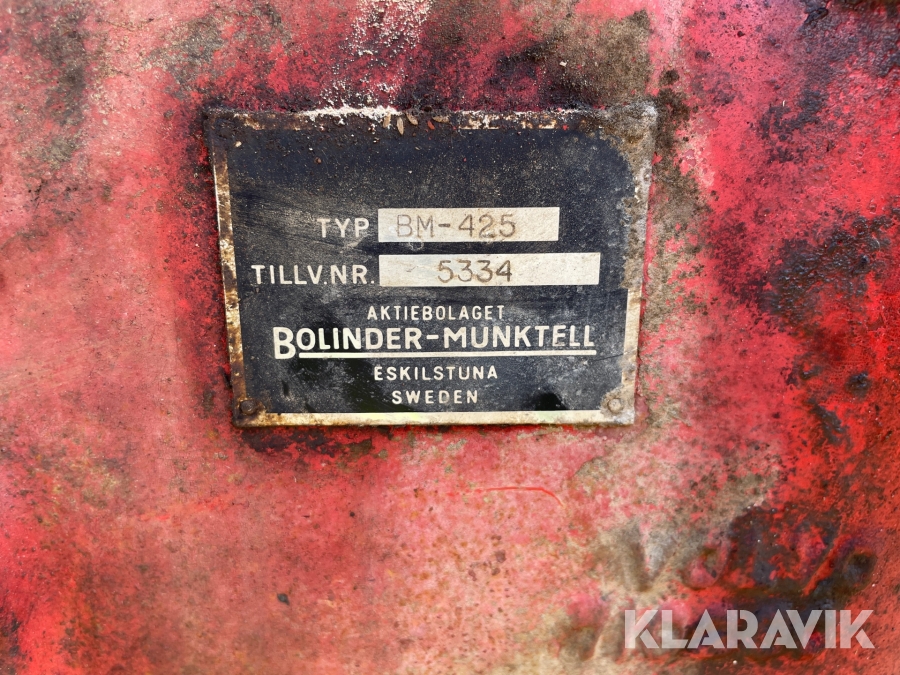 TYP BM-425
TILLV.NR. 5334
AKTIEBOLAGET
BOLINDER-MUNKTELL
ESKILSTUNA
SWEDEN
KLARAVIK